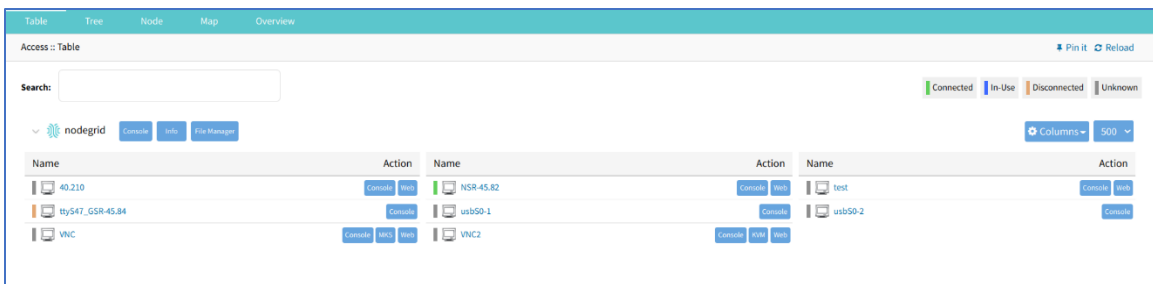 Table Tree Node Map Overview
Access :: Table Pin it Reload
Search: Connected In-Use Disconnected Unknown
nodegrid Console Info File Manager Columns 500
Name Action Name Action Name Action
40.210 Console Web NSR-45.82 Console Web test Console Web
ttyS47_GSR-45.84 Console usbS0-1 Console usbS0-2 Console
VNC Console MKS Web VNC2 Console KVM Web